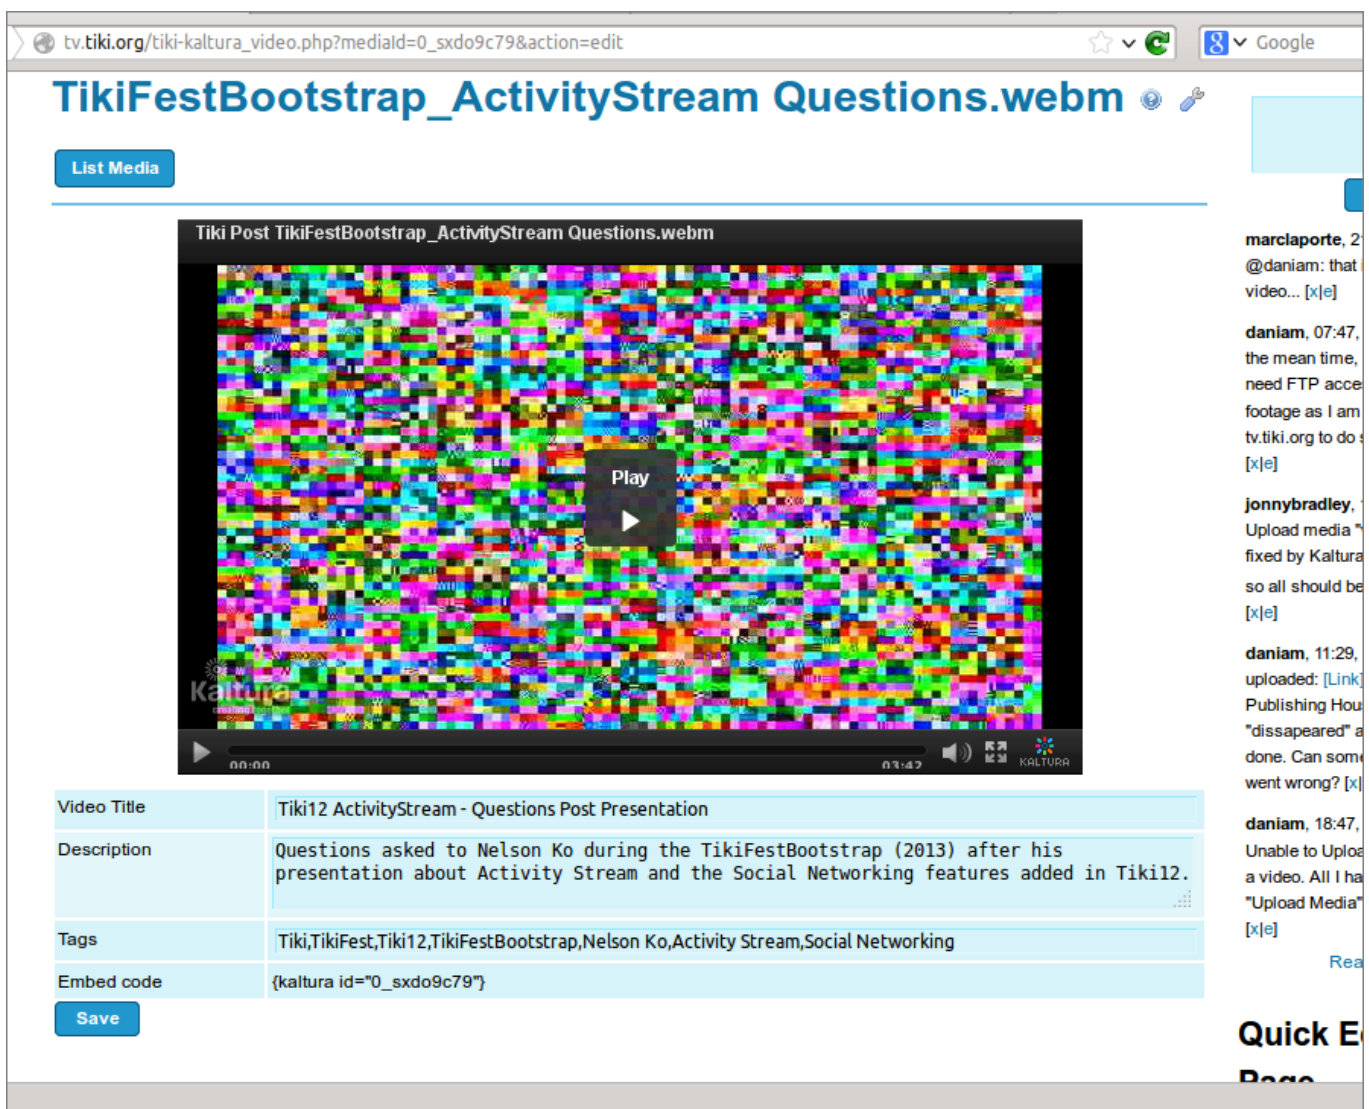 tv.tiki.org/tiki-kaltura_video.php?mediaId=0_sxdo9c79&action=edit
Google
TikiFestBootstrap_ActivityStream Questions.webm
List Media
Tiki Post TikiFestBootstrap_ActivityStream Questions.webm
Play
Kaltura
00:00
03:42
KALTURA
Video Title
Tiki12 ActivityStream - Questions Post Presentation
Description
Questions asked to Nelson Ko during the TikiFestBootstrap (2013) after his
presentation about Activity Stream and the Social Networking features added in Tiki12.
Tags
Tiki,TikiFest,Tiki12,TikiFestBootstrap,Nelson Ko,Activity Stream,Social Networking
Embed code
{kaltura id="0_sxdo9c79"}
Save
marclaporte, 2
@daniam: that
video... [x|e]
daniam, 07:47,
the mean time,
need FTP acce
footage as I am
tv.tiki.org to do
[x|e]
jonnybradley,
Upload media "
fixed by Kaltura
so all should be
[x|e]
daniam, 11:29,
uploaded: [Link]
Publishing Hou
"dissapeared" a
done. Can some
went wrong? [x|
daniam, 18:47,
Unable to Uploa
a video. All I ha
"Upload Media"
[x|e]
Rea
Quick E
Page